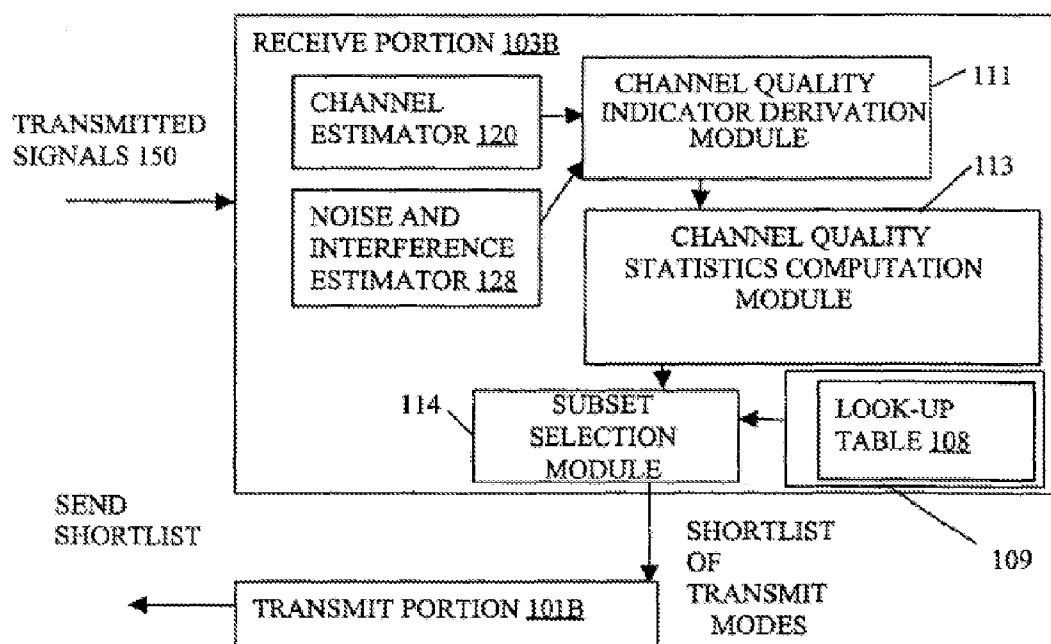 RECEIVE PORTION 103B
CHANNEL
ESTIMATOR 120
CHANNEL QUALITY
INDICATOR DERIVATION
MODULE
111
TRANSMITTED
SIGNALS 150
NOISE AND
INTERFERENCE
ESTIMATOR 128
113
CHANNEL QUALITY
STATISTICS COMPUTATION
MODULE
114
SUBSET
SELECTION
MODULE
LOOK-UP
TABLE 108
109
SEND
SHORTLIST
SHORTLIST
OF
TRANSMIT
MODES
TRANSMIT PORTION 101B